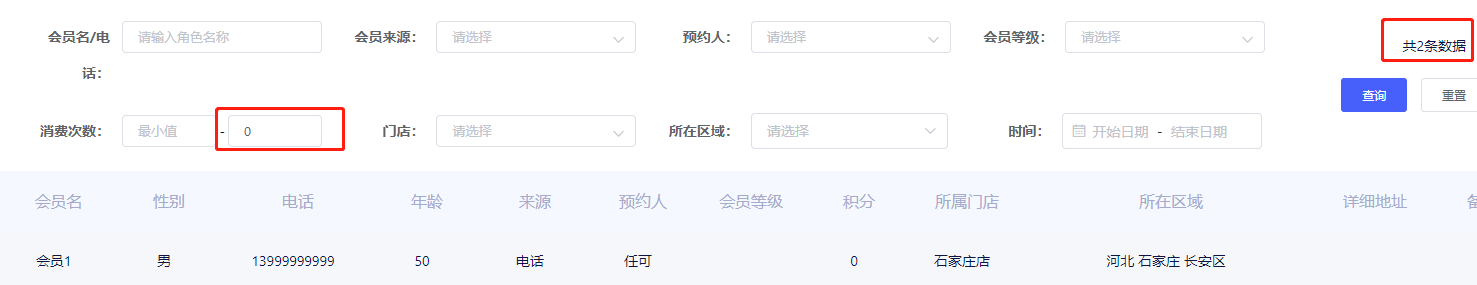 会员名/电话： 请输入角色名称 会员来源： 请选择 预约人： 请选择 会员等级： 请选择 共2条数据
查询 重置
消费次数： 最小值 - 0 门店： 请选择 所在区域： 请选择 时间： 开始日期 - 结束日期
会员名 性别 电话 年龄 来源 预约人 会员等级 积分 所属门店 所在区域 详细地址
会员1 男 13999999999 50 电话 任可 0 石家庄店 河北 石家庄 长安区